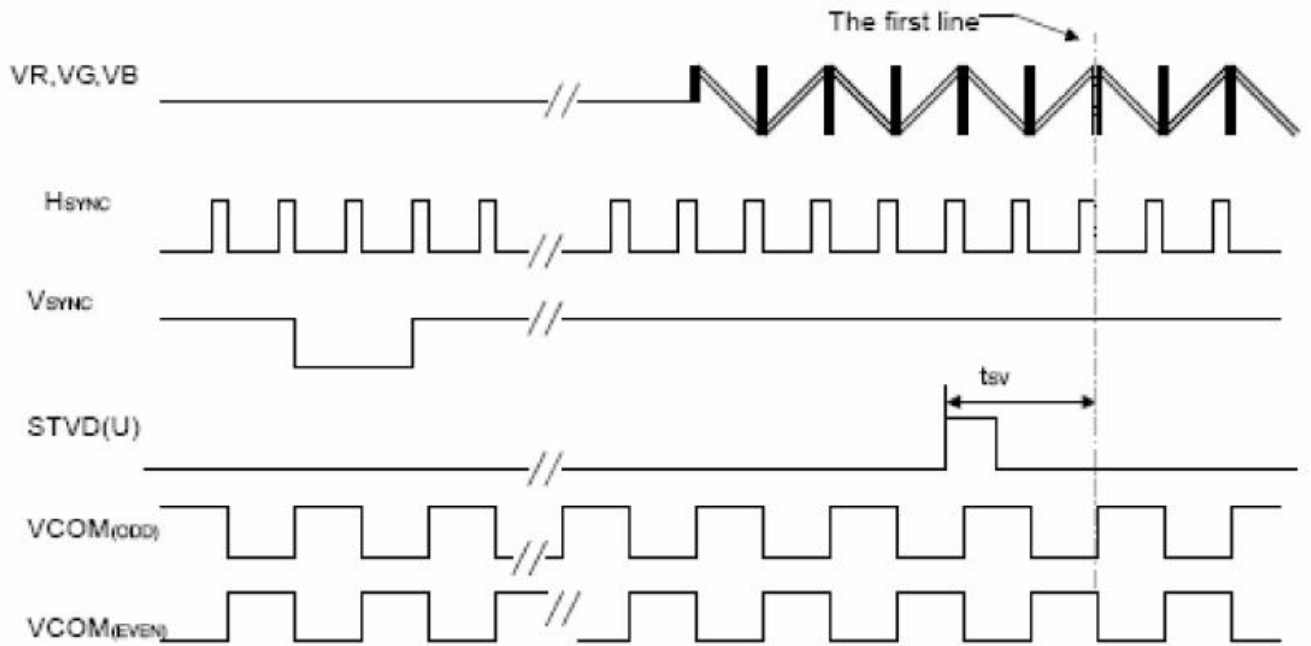 The first line
VR,VG,VB
HSYNC
VSYNC
tsv
STVD(U)
VCOM(ODD)
VCOM(EVEN)